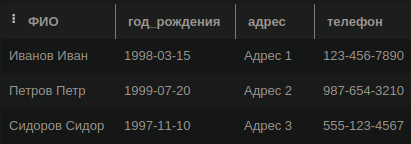 ФИО год_рождения адрес телефон
Иванов Иван 1998-03-15 Адрес 1 123-456-7890
Петров Петр 1999-07-20 Адрес 2 987-654-3210
Сидоров Сидор 1997-11-10 Адрес 3 555-123-4567